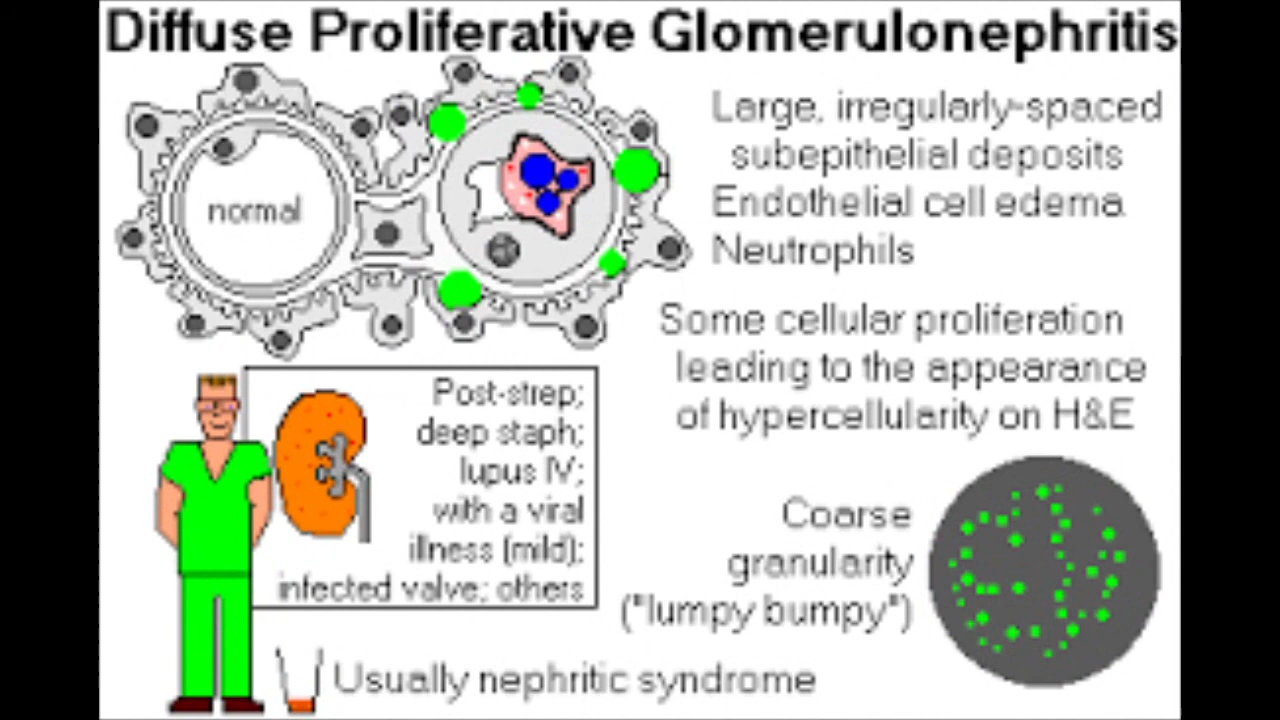 Diffuse Proliferative Glomerulonephritis
normal
Large, irregularly-spaced
subepithelial deposits
Endothelial cell edema
Neutrophils
Some cellular proliferation
leading to the appearance
of hypercellularity on H&E
Post-strep;
deep staph;
lupus IV;
with a viral
illness (mild);
infected valve; others
Coarse
granularity
("lumpy bumpy")
Usually nephritic syndrome